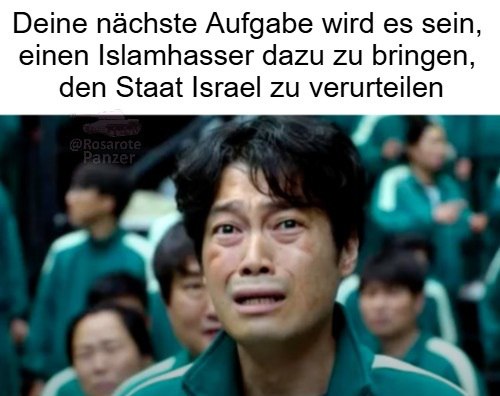 Deine nächste Aufgabe wird es sein,
einen Islamhasser dazu zu bringen,
den Staat Israel zu verurteilen
@Rosarote
Panzer